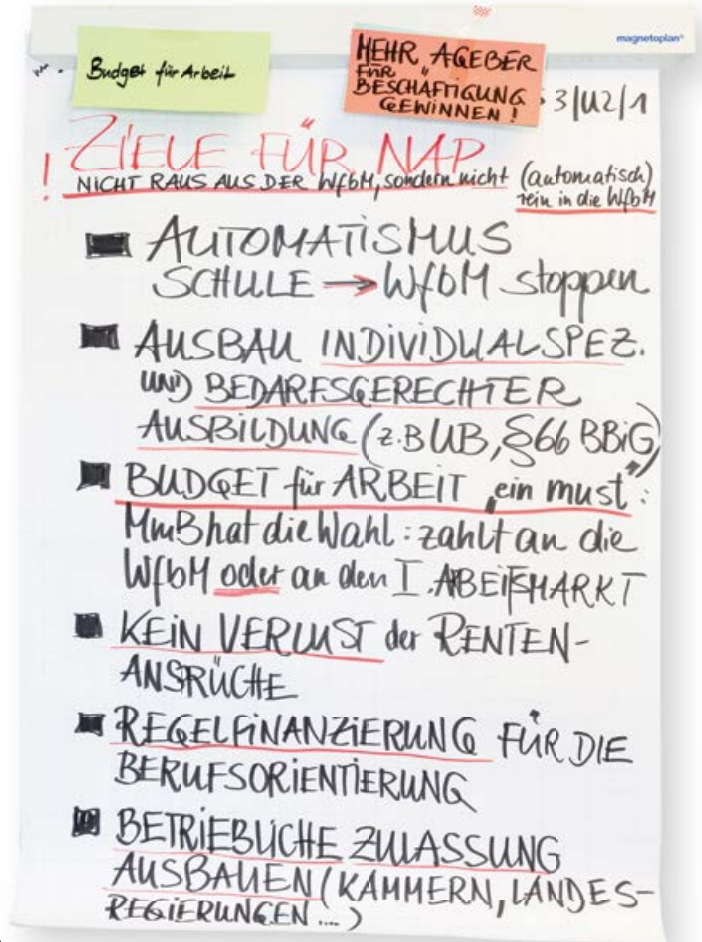 magnetoplan®
Budget für Arbeit
MEHR AGEBER
FÜR
BESCHÄFTIGUNG
GEWINNEN!
3/U2/1
! ZIELE FÜR NAP
NICHT RAUS AUS DER WfbM, sondern nicht (automatisch)
rein in die WfbM
AUTOMATISMUS
SCHULE → WfbM stoppen
AUSBAU INDIVIDUALSPEZ.
UND BEDARFSGERECHTER
AUSBILDUNG (z.B UB, §66 BBiG)
BUDGET für ARBEIT „ein must“:
MmB hat die Wahl: zahlt an die
WfbM oder an den I. ABEITSMARKT
KEIN VERLUST der RENTEN-
ANSRÜCHE
REGELFINANZIERUNG FÜR DIE
BERUFSORIENTIERUNG
BETRIEBLICHE ZULASSUNG
AUSBAUEN (KAMMERN, LANDES-
REGIERUNGEN ...)